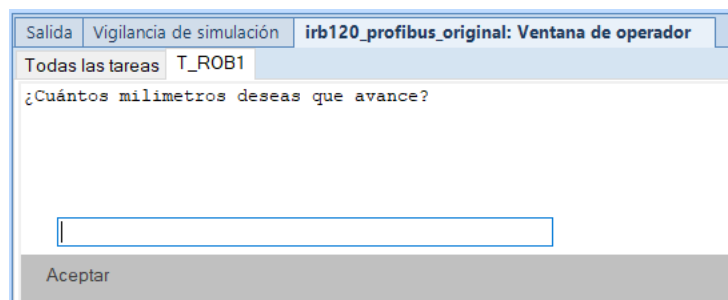 Salida Vigilancia de simulación irb120_profibus_original: Ventana de operador
Todas las tareas T_ROB1
¿Cuántos milimetros deseas que avance?
Aceptar